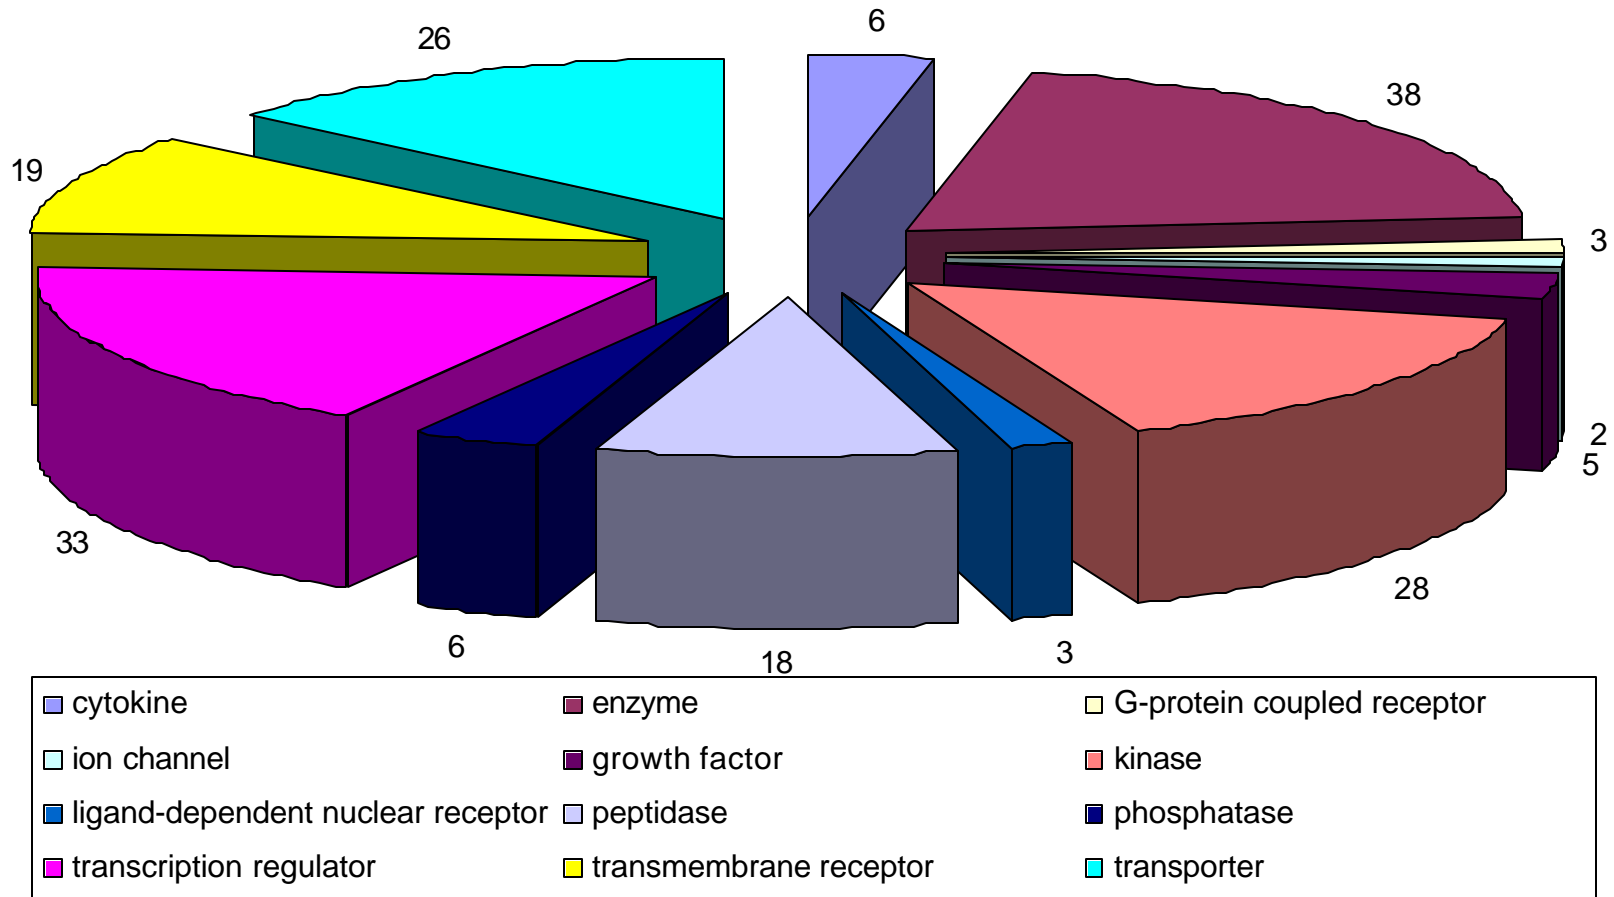 6
26
38
19
3
2
5
33
28
6
18
3
cytokine
enzyme
G-protein coupled receptor
ion channel
growth factor
kinase
ligand-dependent nuclear receptor
peptidase
phosphatase
transcription regulator
transmembrane receptor
transporter